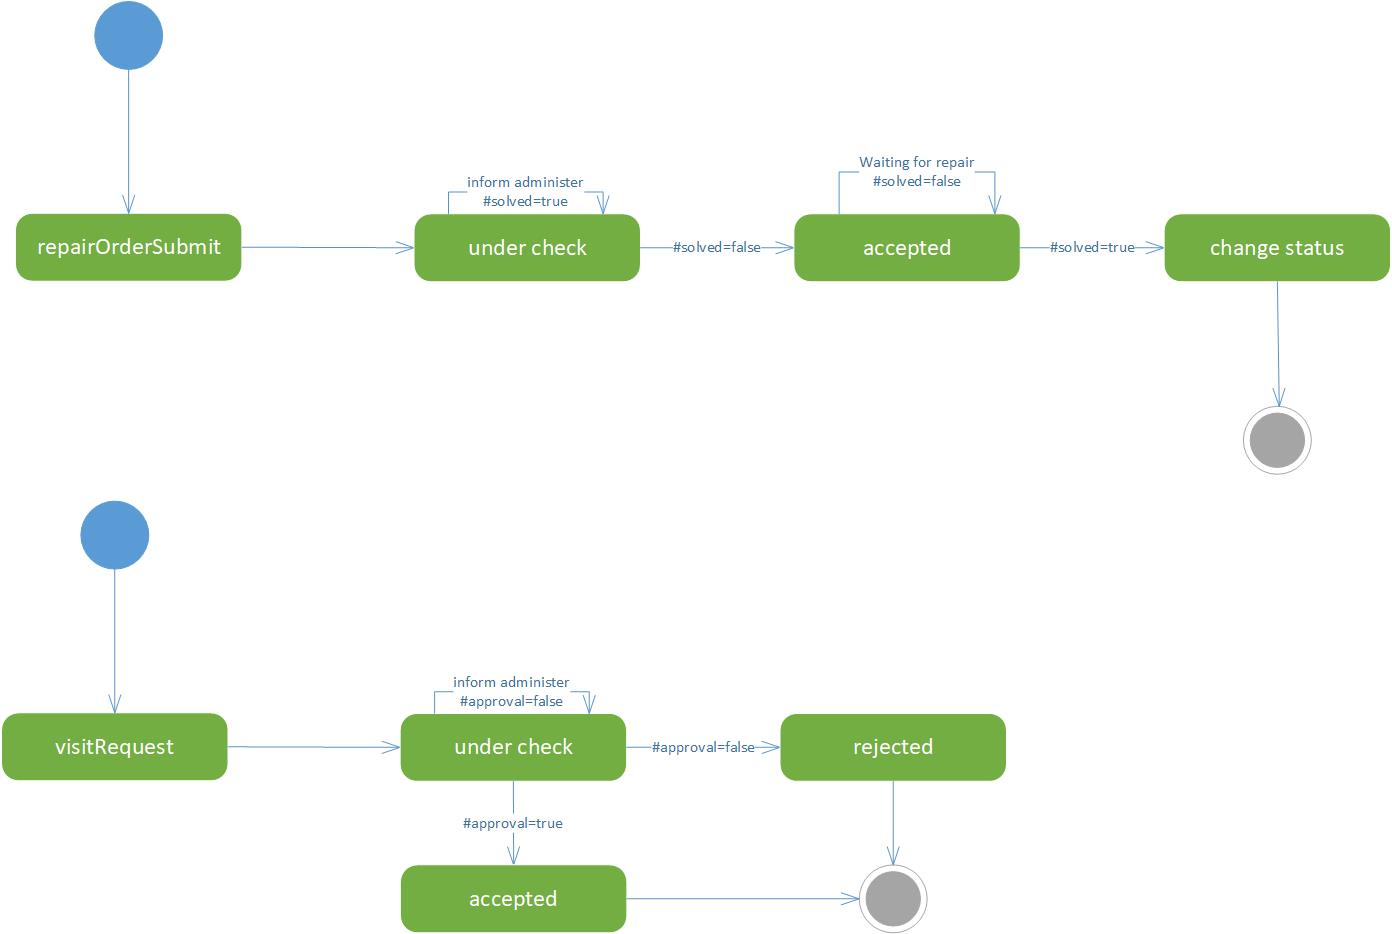 Waiting for repair
#solved=false
inform administer
#solved=true
repairOrderSubmit
under check
#solved=false
accepted
#solved=true
change status
inform administer
#approval=false
visitRequest
under check
#approval=false
rejected
#approval=true
accepted